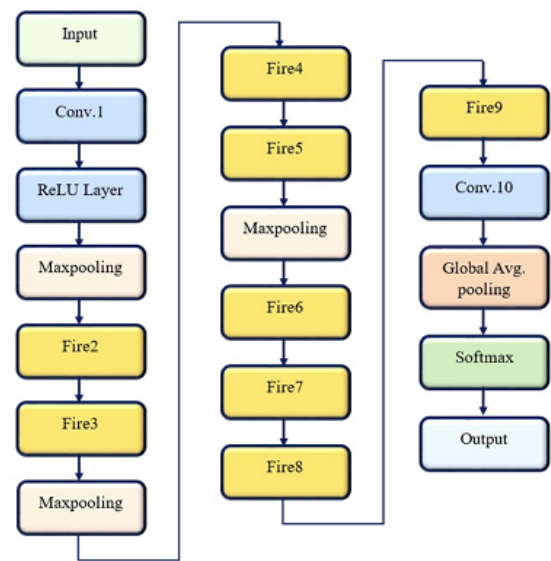 Input
Conv.1
ReLU Layer
Maxpooling
Fire2
Fire3
Maxpooling
Fire4
Fire5
Maxpooling
Fire6
Fire7
Fire8
Fire9
Conv.10
Global Avg.
pooling
Softmax
Output